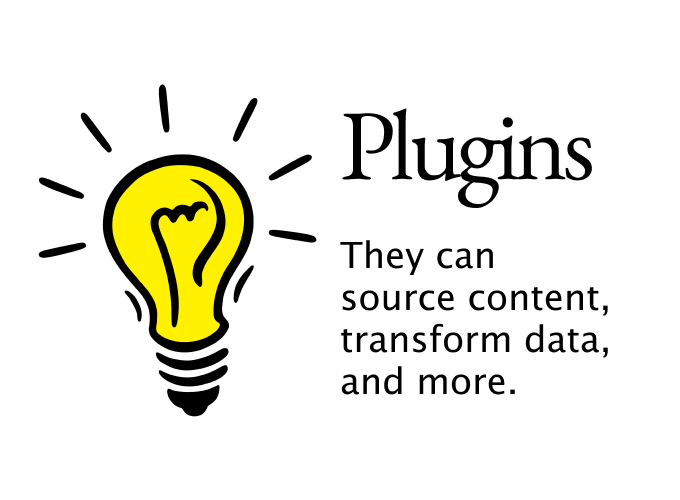 Plugins
They can
source content,
transform data,
and more.